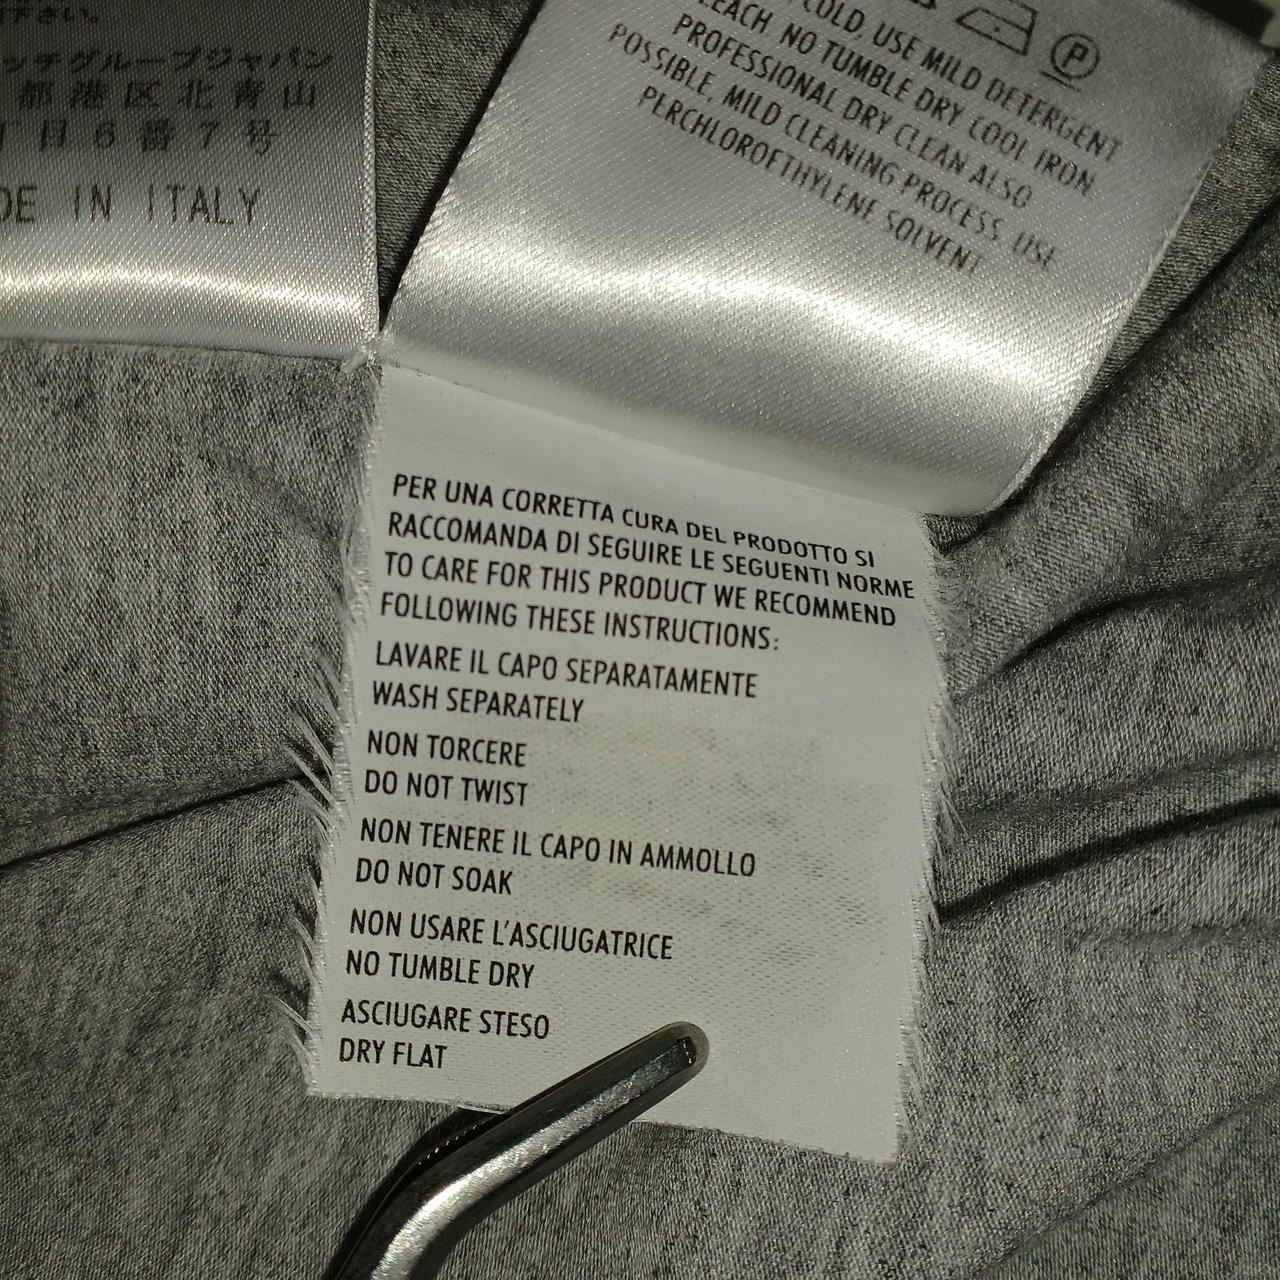 下さい。
ッチグループジャパン
都港区北青山
丁目6番7号
DE IN ITALY
COLD, USE MILD DETERGENT
NO TUMBLE DRY COOL IRON
PROFESSIONAL DRY CLEAN ALSO
POSSIBLE, MILD CLEANING PROCESS USE
PERCHLOROETHYLENE SOLVENT
P
PER UNA CORRETTA CURA DEL PRODOTTO SI
RACCOMANDA DI SEGUIRE LE SEGUENTI NORME
TO CARE FOR THIS PRODUCT WE RECOMMEND
FOLLOWING THESE INSTRUCTIONS:
LAVARE IL CAPO SEPARATAMENTE
WASH SEPARATELY
NON TORCERE
DO NOT TWIST
NON TENERE IL CAPO IN AMMOLLO
DO NOT SOAK
NON USARE L'ASCIUGATRICE
NO TUMBLE DRY
ASCIUGARE STESO
DRY FLAT